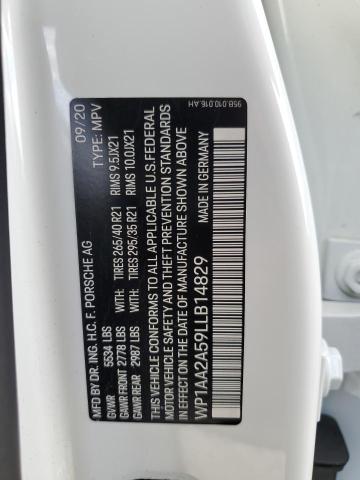 95B.010.016.AH
MFD BY DR. ING. H.C. F. PORSCHE AG 09/20
GVWR 5534 LBS TYPE: MPV
GAWR FRONT 2778 LBS WITH: TIRES 265/40 R21 RIMS 9.5JX21
GAWR REAR 2987 LBS WITH: TIRES 295/35 R21 RIMS 10.0JX21
THIS VEHICLE CONFORMS TO ALL APPLICABLE U.S.FEDERAL
MOTOR VEHICLE SAFETY AND THEFT PREVENTION STANDARDS
IN EFFECT ON THE DATE OF MANUFACTURE SHOWN ABOVE
WP1AA2A59LLB14829 MADE IN GERMANY